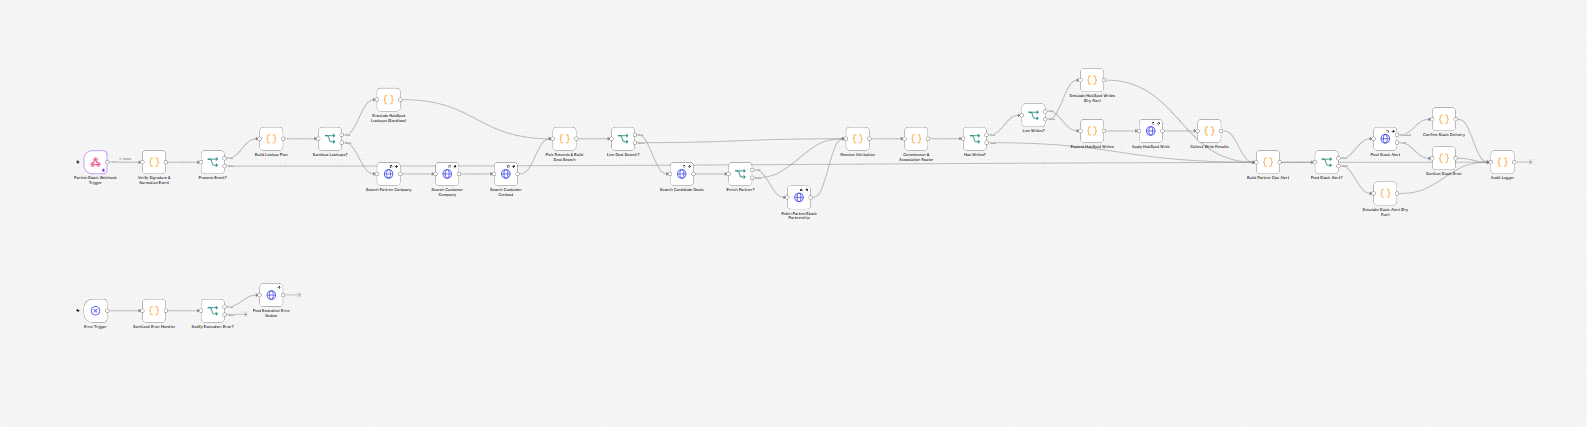 PartnerStack Webhook
Trigger
Verify Signature &
Normalize Event
Process Event?
Build Lookup Plan
Sandbox Lookups?
Simulate HubSpot
Lookups (Sandbox)
Search Partner Company
Search Customer
Company
Search Customer
Contact
Pick Records & Build
Deal Search
Live Deal Search?
Search Candidate Deals
Enrich Partner?
Fetch PartnerStack
Partnership
Resolve Attribution
Commission &
Association Router
Has Writes?
Live Writes?
Simulate HubSpot Writes
(Dry Run)
Expand HubSpot Writes
Apply HubSpot Write
Collect Write Results
Build Partner Ops Alert
Post Slack Alert?
Post Slack Alert
Simulate Slack Alert (Dry
Run)
Confirm Slack Delivery
Sanitize Slack Error
Audit Logger
Error Trigger
Sanitized Error Handler
Notify Execution Error?
Post Execution Error
Notice